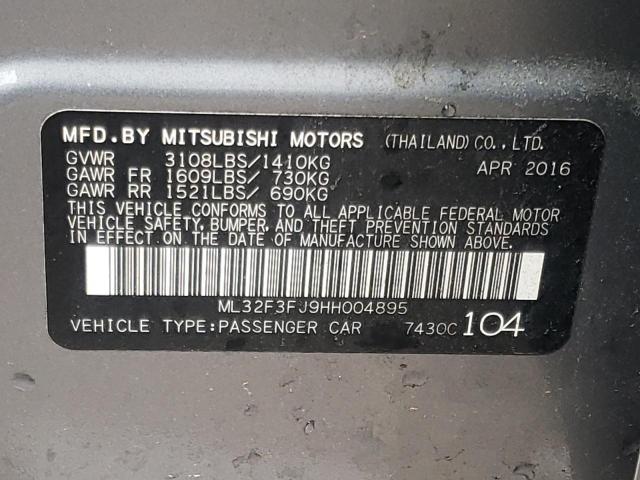 MFD.BY MITSUBISHI MOTORS (THAILAND)CO.,LTD.
GVWR 3108LBS/1410KG APR 2016
GAWR FR 1609LBS/ 730KG
GAWR RR 1521LBS/ 690KG
THIS VEHICLE CONFORMS TO ALL APPLICABLE FEDERAL MOTOR
VEHICLE SAFETY, BUMPER, AND THEFT PREVENTION STANDARDS
IN EFFECT ON THE DATE OF MANUFACTURE SHOWN ABOVE.
ML32F3FJ9HH004895
VEHICLE TYPE:PASSENGER CAR 7430C 104